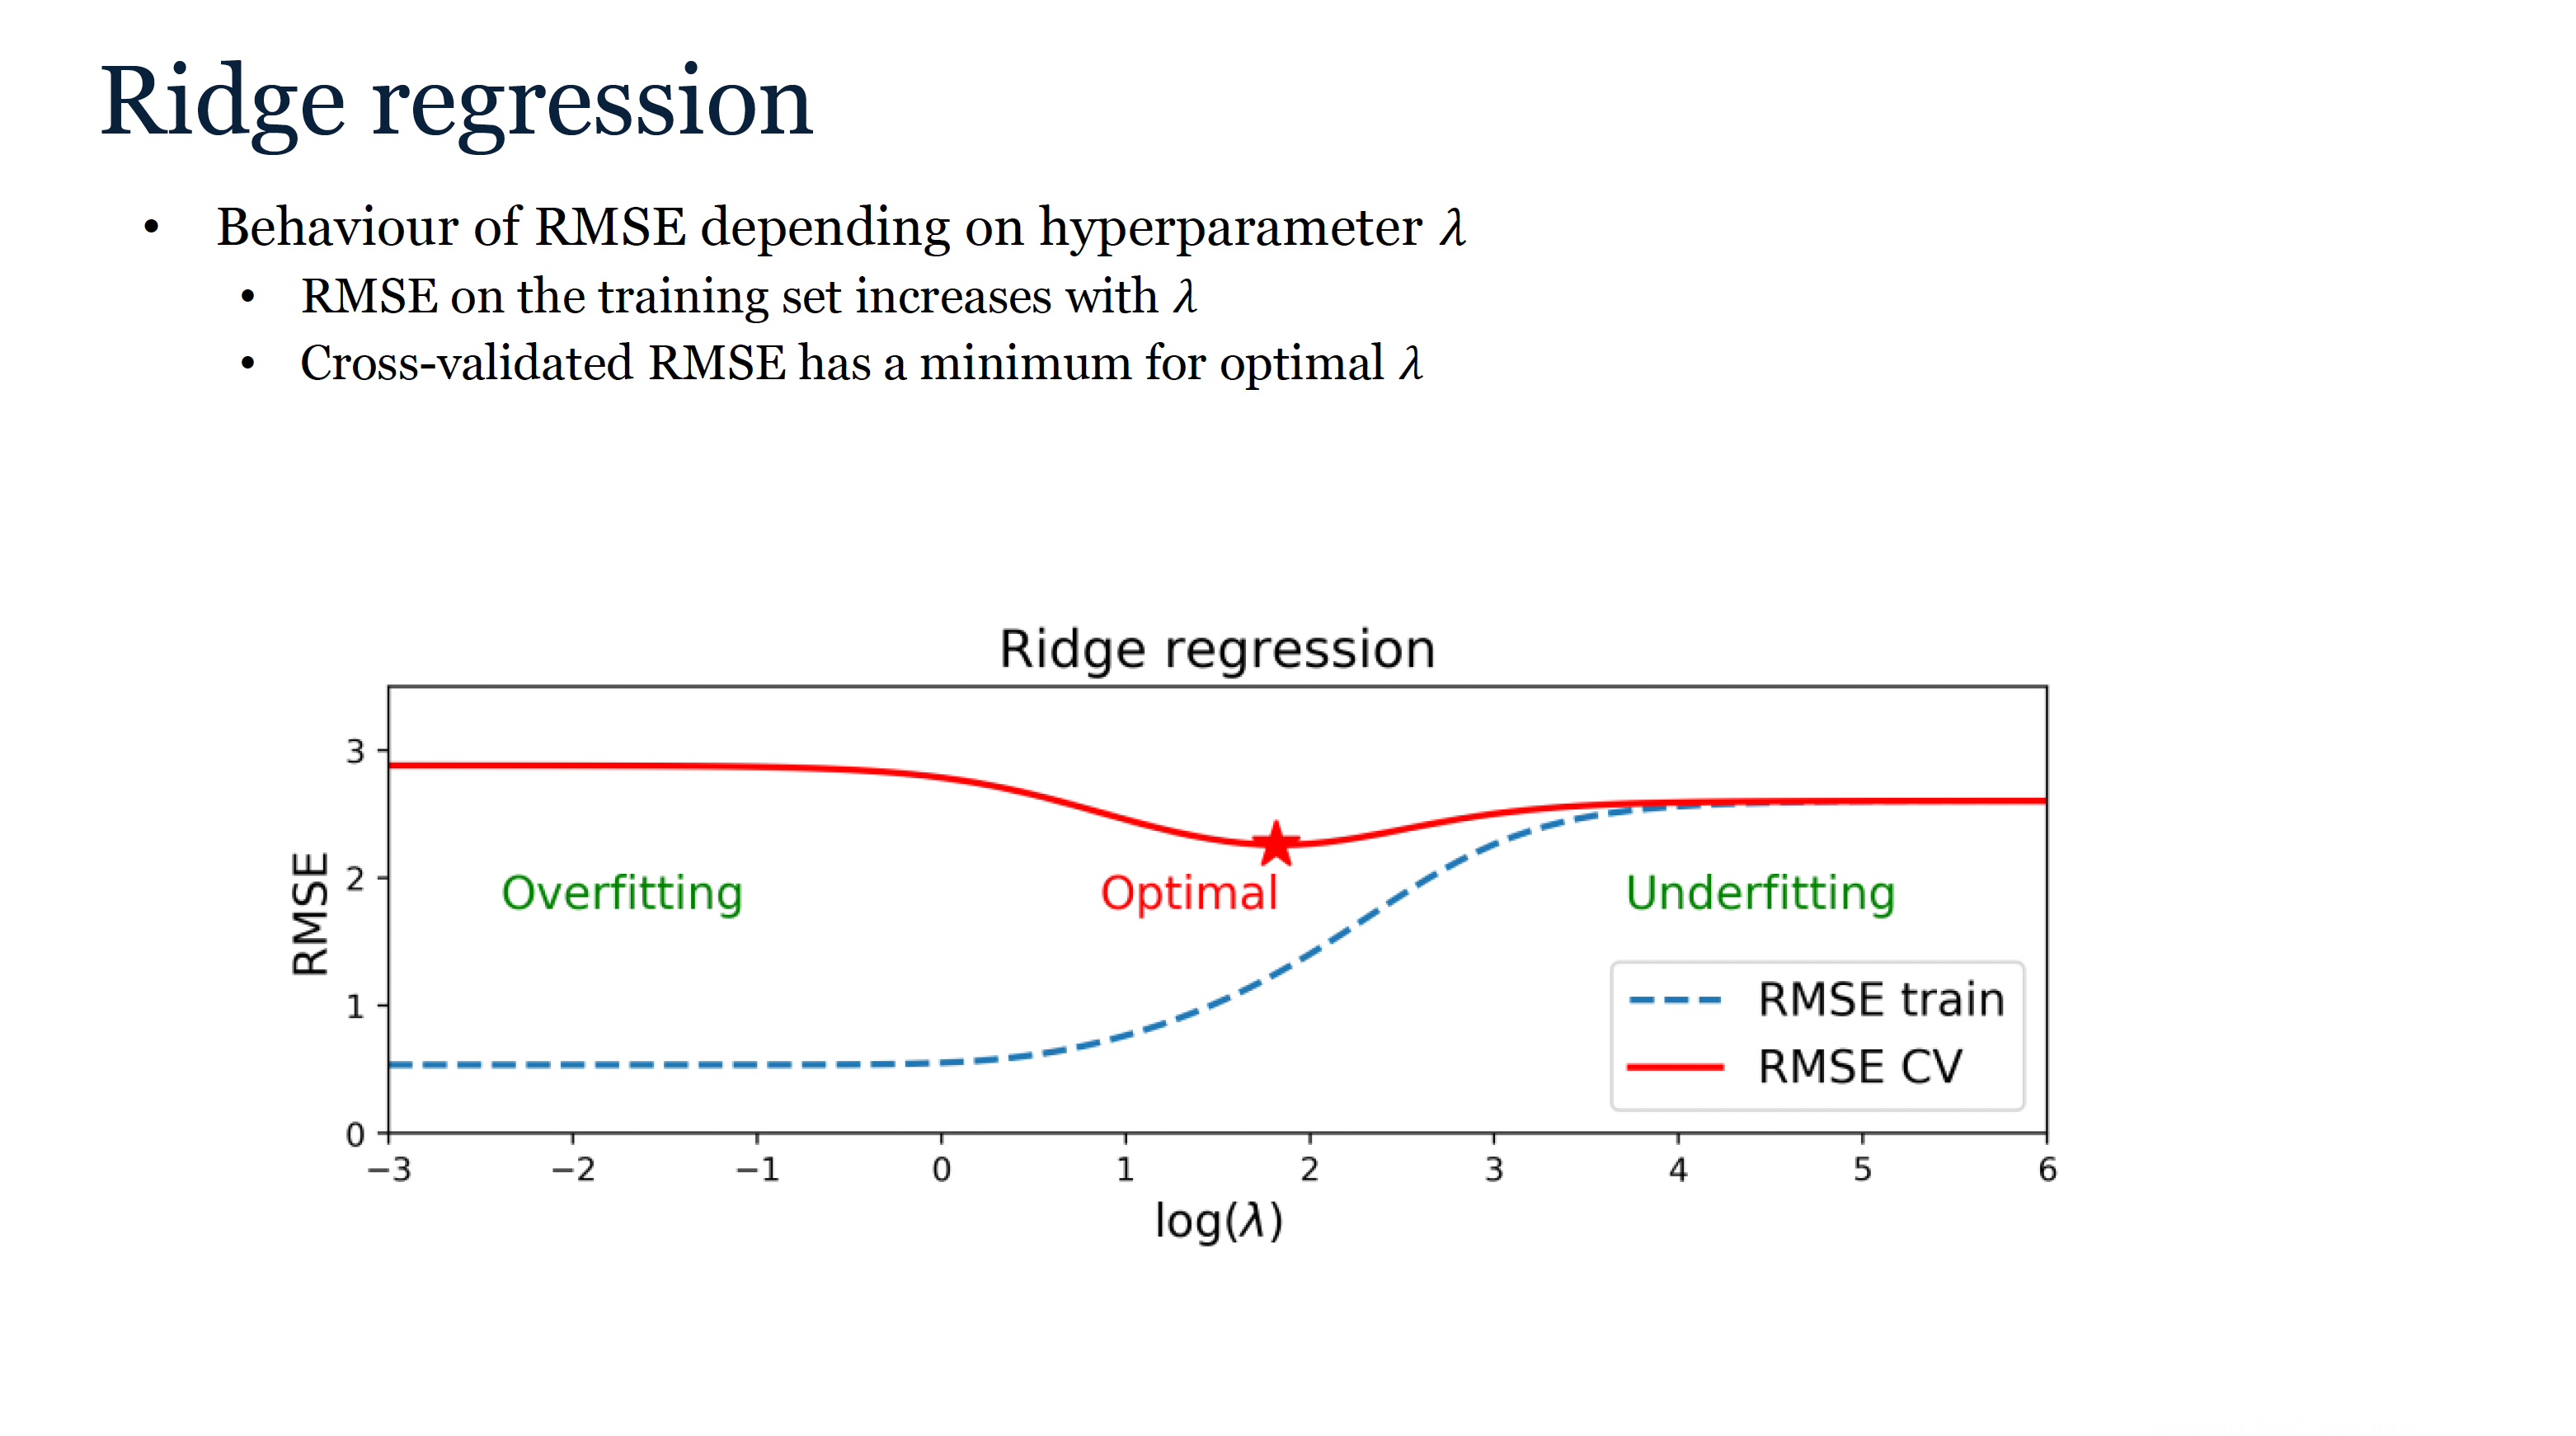 Ridge regression
• Behaviour of RMSE depending on hyperparameter λ
• RMSE on the training set increases with λ
• Cross-validated RMSE has a minimum for optimal λ
Ridge regression
3
2
1
0
RMSE
Overfitting
Optimal
Underfitting
RMSE train
RMSE CV
−3 −2 −1 0 1 2 3 4 5 6
log(λ)